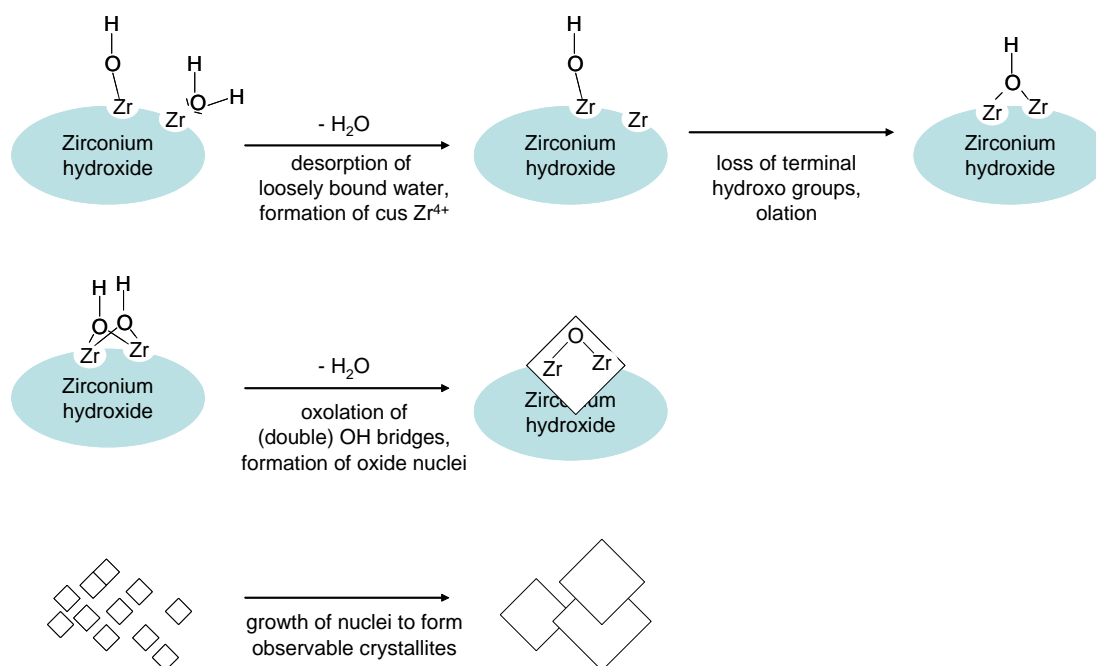 H
O
H
O
H
Zr
Zr
Zirconium
hydroxide
- H₂O
desorption of
loosely bound water,
formation of cus Zr⁴⁺
H
O
Zr
Zr
Zirconium
hydroxide
loss of terminal
hydroxo groups,
olation
H
O
Zr
Zr
Zirconium
hydroxide
H
H
O
O
Zr
Zr
Zirconium
hydroxide
- H₂O
oxolation of
(double) OH bridges,
formation of oxide nuclei
O
Zr
Zr
Zirconium
hydroxide
growth of nuclei to form
observable crystallites